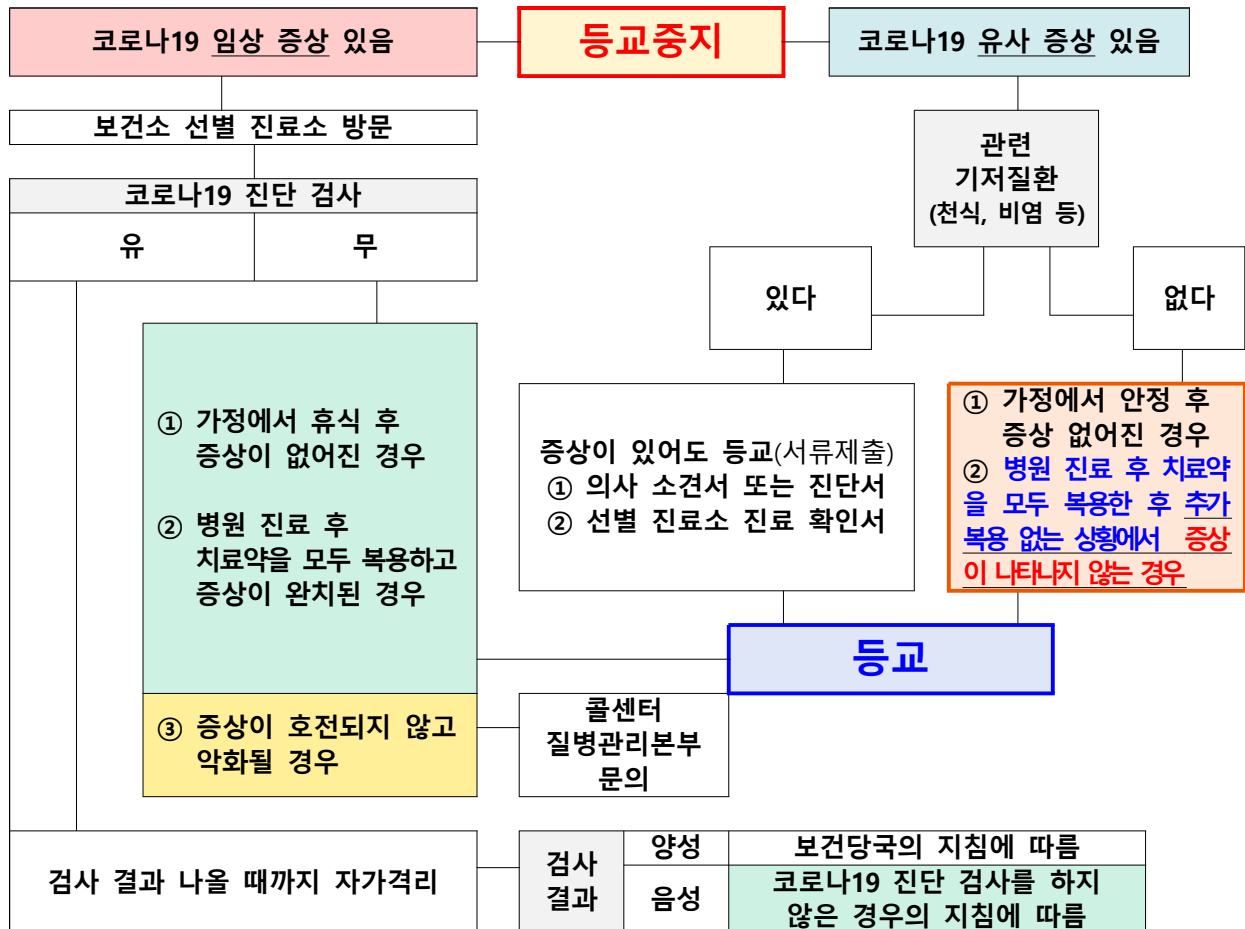 코로나19 임상 증상 있음
등교중지
코로나19 유사 증상 있음
보건소 선별 진료소 방문
관련
기저질환
(천식, 비염 등)
코로나19 진단 검사
유
무
있다
없다
① 가정에서 휴식 후
증상이 없어진 경우
② 병원 진료 후
치료약을 모두 복용하고
증상이 완치된 경우
증상이 있어도 등교(서류제출)
① 의사 소견서 또는 진단서
② 선별 진료소 진료 확인서
① 가정에서 안정 후
증상 없어진 경우
② 병원 진료 후 치료약
을 모두 복용한 후 추가
복용 없는 상황에서 증상
이 나타나지 않는 경우
등교
③ 증상이 호전되지 않고
악화될 경우
콜센터
질병관리본부
문의
검사 결과 나올 때까지 자가격리
검사
결과
양성
보건당국의 지침에 따름
음성
코로나19 진단 검사를 하지
않은 경우의 지침에 따름